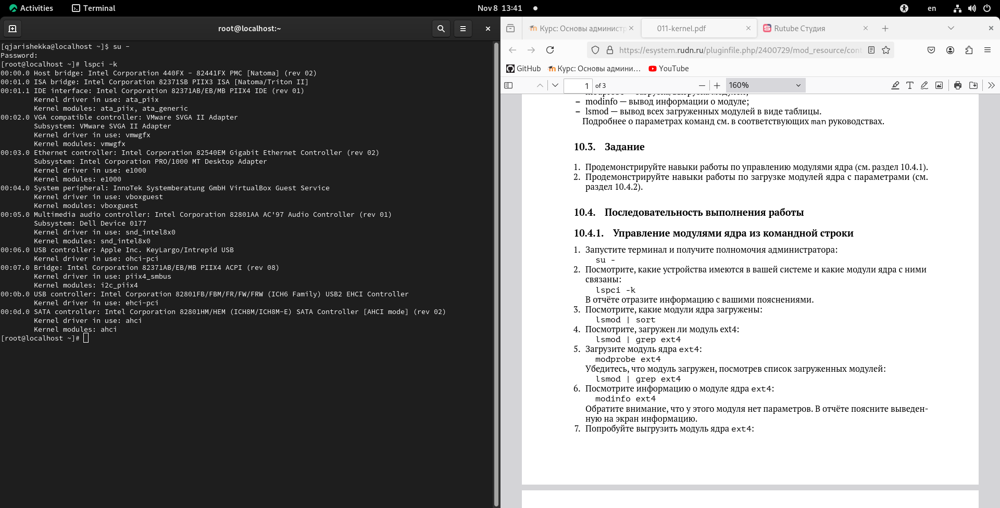 Activities
Terminal
Nov 8 13:41
en
root@localhost:~
[qjarishekka@localhost ~]$ su -
Password:
[root@localhost ~]# lspci -k
00:00.0 Host bridge: Intel Corporation 440FX - 82441FX PMC [Natoma] (rev 02)
00:01.0 ISA bridge: Intel Corporation 82371SB PIIX3 ISA [Natoma/Triton II]
00:01.1 IDE interface: Intel Corporation 82371AB/EB/MB PIIX4 IDE (rev 01)
Kernel driver in use: ata_piix
Kernel modules: ata_piix, ata_generic
00:02.0 VGA compatible controller: VMware SVGA II Adapter
Subsystem: VMware SVGA II Adapter
Kernel driver in use: vmwgfx
Kernel modules: vmwgfx
00:03.0 Ethernet controller: Intel Corporation 82540EM Gigabit Ethernet Controller (rev 02)
Subsystem: Intel Corporation PRO/1000 MT Desktop Adapter
Kernel driver in use: e1000
Kernel modules: e1000
00:04.0 System peripheral: InnoTek Systemberatung GmbH VirtualBox Guest Service
Kernel driver in use: vboxguest
Kernel modules: vboxguest
00:05.0 Multimedia audio controller: Intel Corporation 82801AA AC'97 Audio Controller (rev 01)
Subsystem: Dell Device 0177
Kernel driver in use: snd_intel8x0
Kernel modules: snd_intel8x0
00:06.0 USB controller: Apple Inc. KeyLargo/Intrepid USB
Kernel driver in use: ohci-pci
00:07.0 Bridge: Intel Corporation 82371AB/EB/MB PIIX4 ACPI (rev 08)
Kernel driver in use: piix4_smbus
Kernel modules: i2c_piix4
00:0b.0 USB controller: Intel Corporation 82801FB/FBM/FR/FW/FRW (ICH6 Family) USB2 EHCI Controller
Kernel driver in use: ehci-pci
00:0d.0 SATA controller: Intel Corporation 82801HM/HEM (ICH8M/ICH8M-E) SATA Controller [AHCI mode] (rev 02)
Kernel driver in use: ahci
Kernel modules: ahci
[root@localhost ~]#
Курс: Основы администр
011-kernel.pdf
Rutube Студия
https://esystem.rudn.ru/pluginfile.php/2400729/mod_resource/cont
GitHub
Курс: Основы админи…
YouTube
1 of 3
160%
– modinfo — вывод информации о модуле;
– lsmod — вывод всех загруженных модулей в виде таблицы.
Подробнее о параметрах команд см. в соответствующих man руководствах.
10.3. Задание
1. Продемонстрируйте навыки работы по управлению модулями ядра (см. раздел 10.4.1).
2. Продемонстрируйте навыки работы по загрузке модулей ядра с параметрами (см.
раздел 10.4.2).
10.4. Последовательность выполнения работы
10.4.1. Управление модулями ядра из командной строки
1. Запустите терминал и получите полномочия администратора:
su -
2. Посмотрите, какие устройства имеются в вашей системе и какие модули ядра с ними
связаны:
lspci -k
В отчёте отразите информацию с вашими пояснениями.
3. Посмотрите, какие модули ядра загружены:
lsmod | sort
4. Посмотрите, загружен ли модуль ext4:
lsmod | grep ext4
5. Загрузите модуль ядра ext4:
modprobe ext4
Убедитесь, что модуль загружен, посмотрев список загруженных модулей:
lsmod | grep ext4
6. Посмотрите информацию о модуле ядра ext4:
modinfo ext4
Обратите внимание, что у этого модуля нет параметров. В отчёте поясните выведен-
ную на экран информацию.
7. Попробуйте выгрузить модуль ядра ext4: